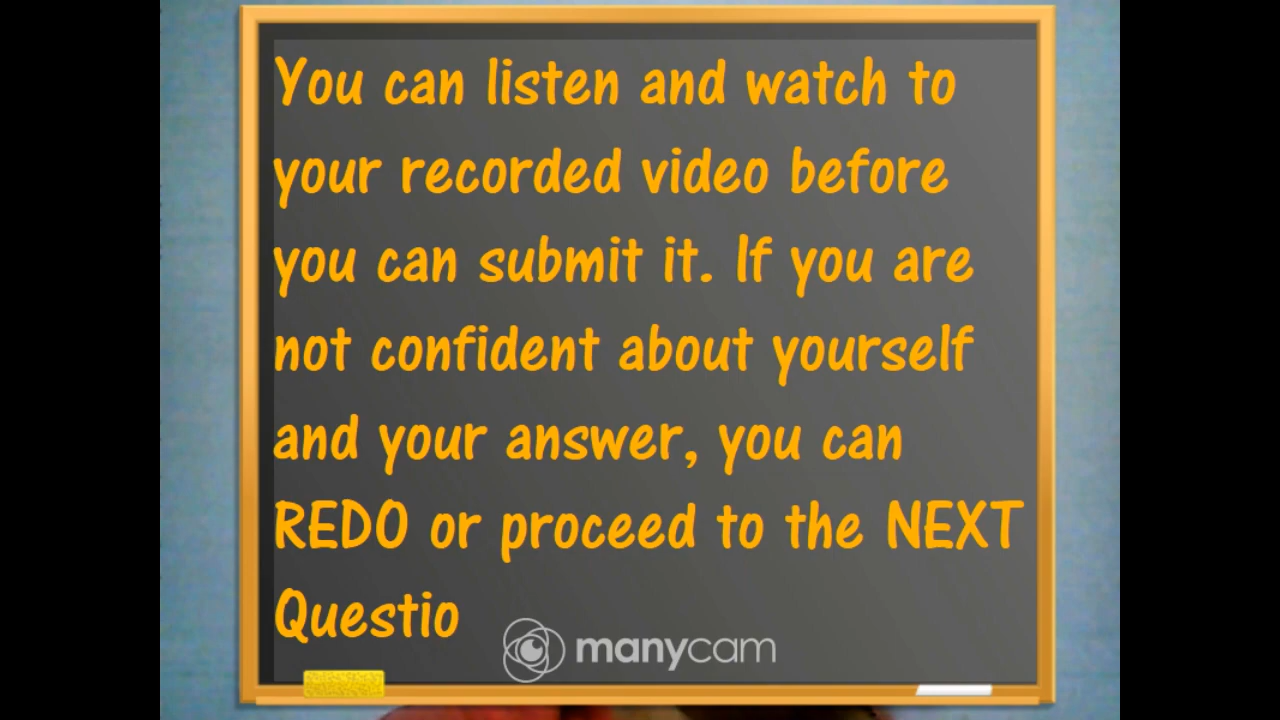 You can listen and watch to
your recorded video before
you can submit it. If you are
not confident about yourself
and your answer, you can
REDO or proceed to the NEXT
Questio
manycam